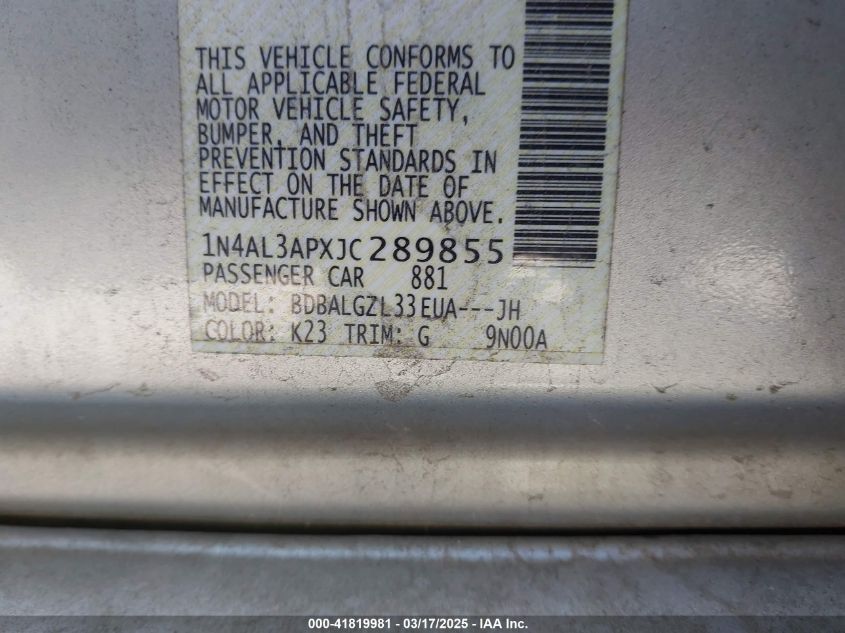 THIS VEHICLE CONFORMS TO
ALL APPLICABLE FEDERAL
MOTOR VEHICLE SAFETY,
BUMPER, AND THEFT
PREVENTION STANDARDS IN
EFFECT ON THE DATE OF
MANUFACTURE SHOWN ABOVE.
1N4AL3APXJC289855
PASSENGER CAR 881
MODEL: BDBALGZL33EUA---JH
COLOR: K23 TRIM: G 9N00A
000-41819981 - 03/17/2025 - IAA Inc.